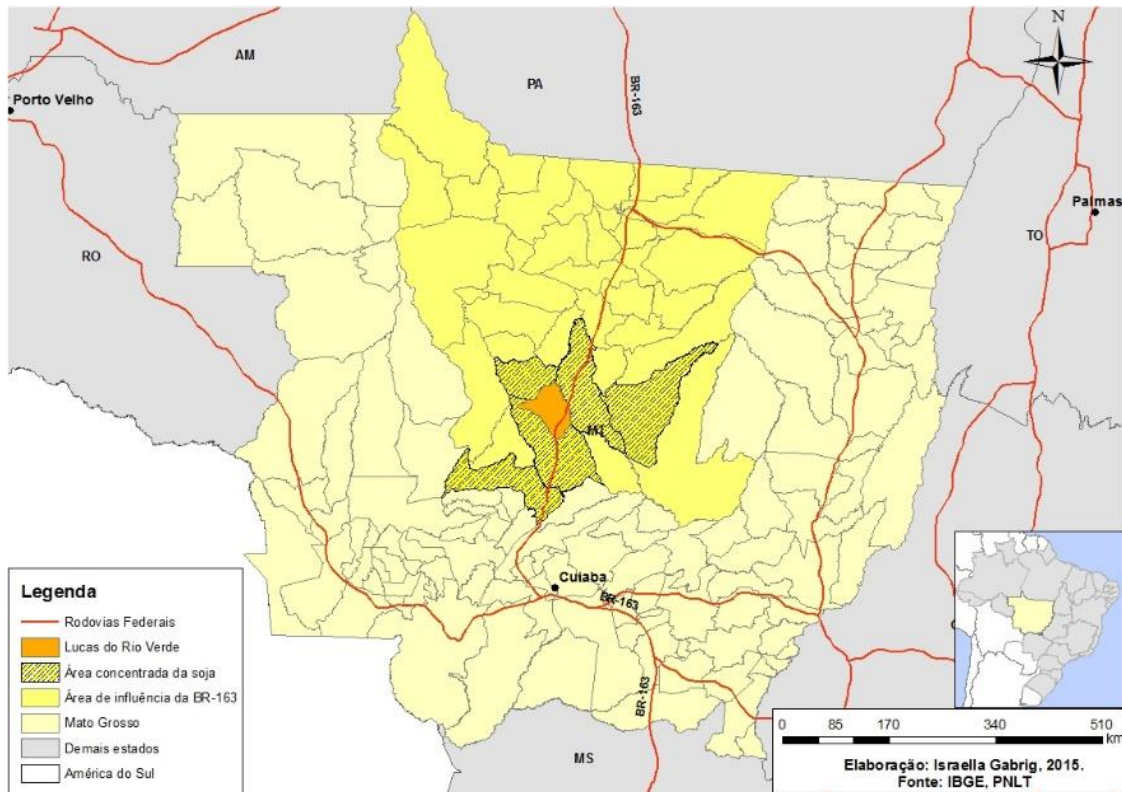 AM
PA
BR-163
N
Porto Velho
Palmas
TO
RO
MT
Cuiaba
BR-163
BR-163
MS
Legenda
Rodovias Federais
Lucas do Rio Verde
Área concentrada da soja
Área de influência da BR-163
Mato Grosso
Demais estados
América do Sul
0 85 170 340 510
km
Elaboração: Israella Gabrig, 2015.
Fonte: IBGE, PNLT